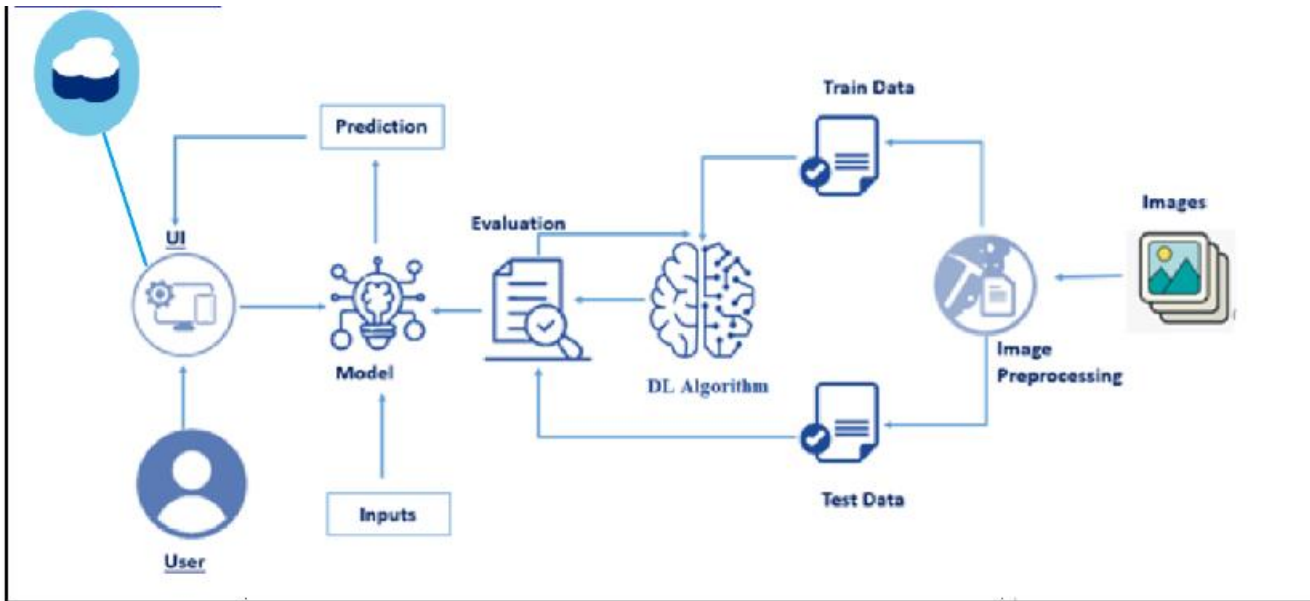 Train Data
Prediction
Images
Evaluation
UI
Image
Preprocessing
Model
DL Algorithm
Test Data
Inputs
User